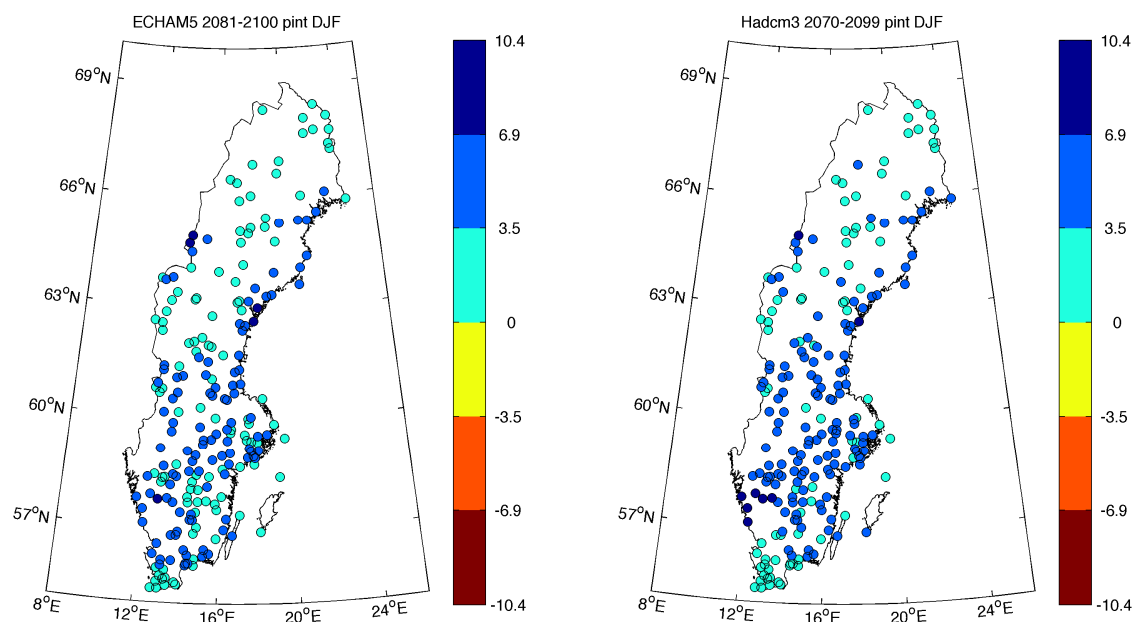 ECHAM5 2081-2100 pint DJF
69°N
66°N
63°N
60°N
57°N
8°E
12°E
16°E
20°E
24°E
10.4
6.9
3.5
0
-3.5
-6.9
-10.4
Hadcm3 2070-2099 pint DJF
69°N
66°N
63°N
60°N
57°N
8°E
12°E
16°E
20°E
24°E
10.4
6.9
3.5
0
-3.5
-6.9
-10.4